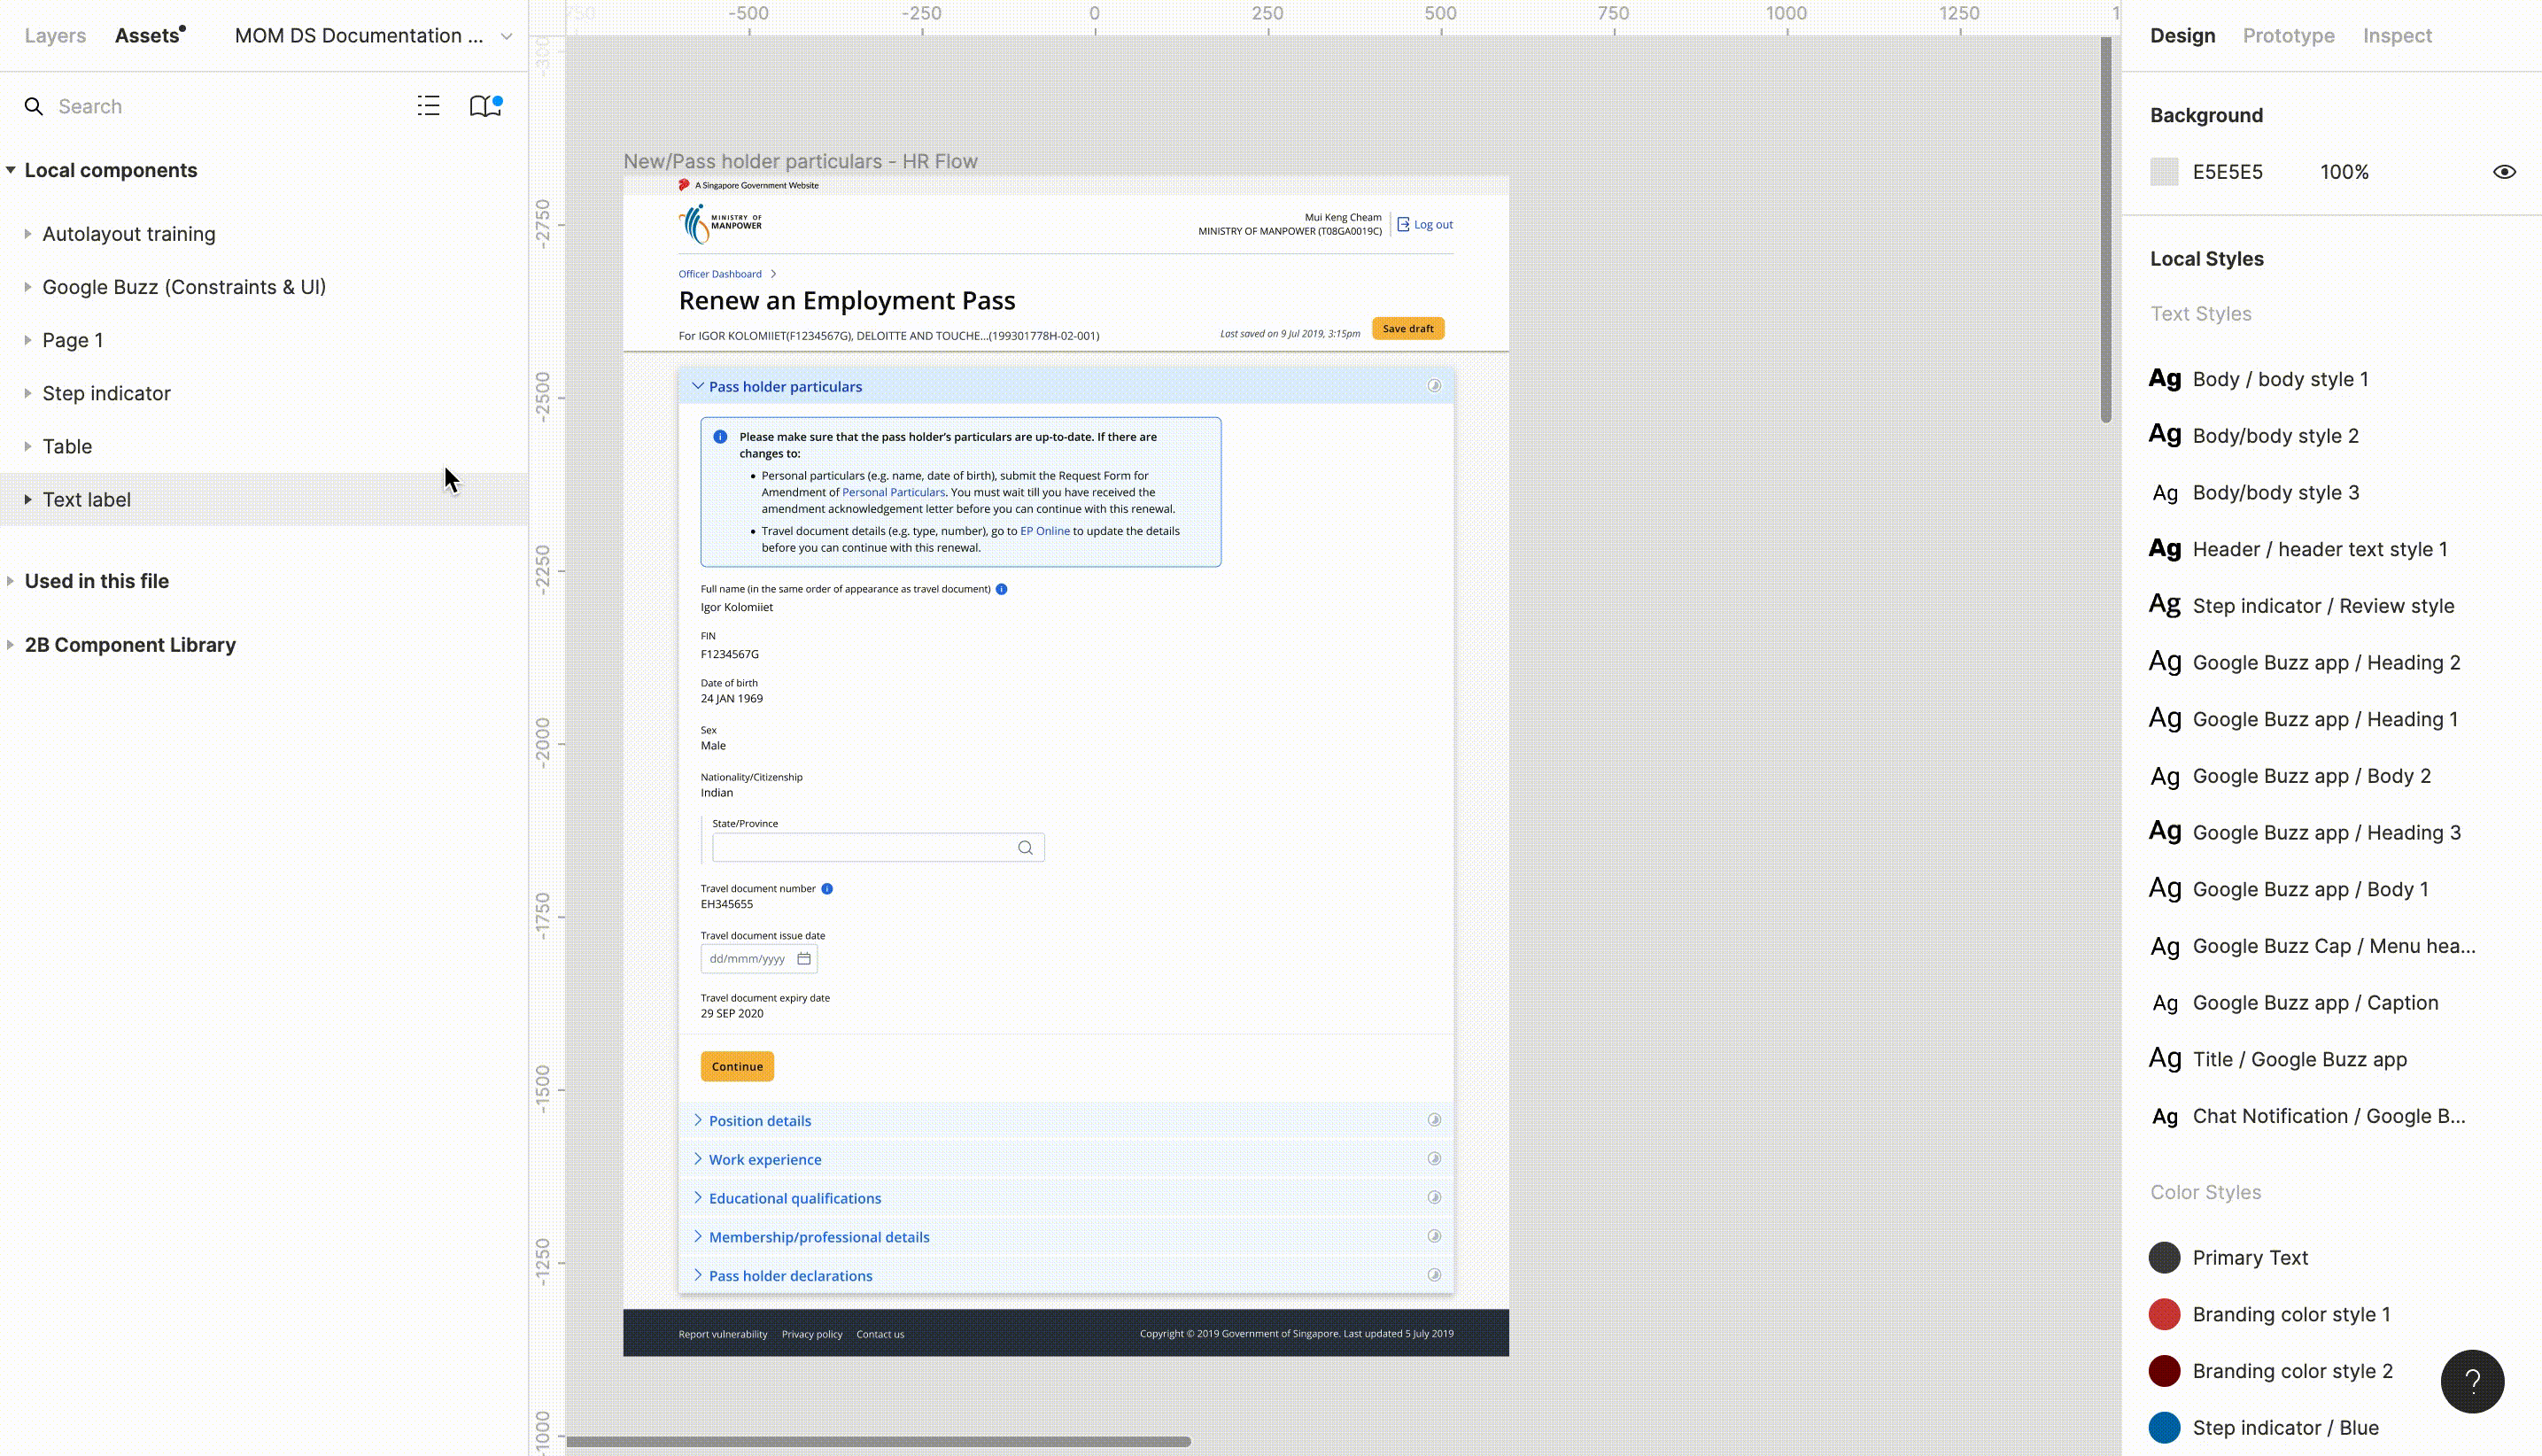 Layers Assets MOM DS Documentation ...
Search
Local components
Autolayout training
Google Buzz (Constraints & UI)
Page 1
Step indicator
Table
Text label
Used in this file
2B Component Library
-500 -250 0 250 500 750 1000 1250
-2750
-2500
-2250
-2000
-1750
-1500
-1250
-1000
New/Pass holder particulars - HR Flow
A Singapore Government Website
MINISTRY OF
MANPOWER
Mui Keng Cheam
MINISTRY OF MANPOWER (T08GA0019C)
Log out
Officer Dashboard
Renew an Employment Pass
For IGOR KOLOMIIET(F1234567G), DELOITTE AND TOUCHE...(199301778H-02-001)
Last saved on 9 Jul 2019, 3:15pm
Save draft
Pass holder particulars
Please make sure that the pass holder's particulars are up-to-date. If there are
changes to:
• Personal particulars (e.g. name, date of birth), submit the Request Form for
Amendment of Personal Particulars. You must wait till you have received the
amendment acknowledgement letter before you can continue with this renewal.
• Travel document details (e.g. type, number), go to EP Online to update the details
before you can continue with this renewal.
Full name (in the same order of appearance as travel document)
Igor Kolomiiet
FIN
F1234567G
Date of birth
24 JAN 1969
Sex
Male
Nationality/Citizenship
Indian
State/Province
Travel document number
EH345655
Travel document issue date
dd/mmm/yyyy
Travel document expiry date
29 SEP 2020
Continue
Position details
Work experience
Educational qualifications
Membership/professional details
Pass holder declarations
Report vulnerability Privacy policy Contact us
Copyright © 2019 Government of Singapore. Last updated 5 July 2019
Design Prototype Inspect
Background
E5E5E5 100%
Local Styles
Text Styles
Ag Body / body style 1
Ag Body/body style 2
Ag Body/body style 3
Ag Header / header text style 1
Ag Step indicator / Review style
Ag Google Buzz app / Heading 2
Ag Google Buzz app / Heading 1
Ag Google Buzz app / Body 2
Ag Google Buzz app / Heading 3
Ag Google Buzz app / Body 1
Ag Google Buzz Cap / Menu hea...
Ag Google Buzz app / Caption
Ag Title / Google Buzz app
Ag Chat Notification / Google B...
Color Styles
Primary Text
Branding color style 1
Branding color style 2
Step indicator / Blue
?